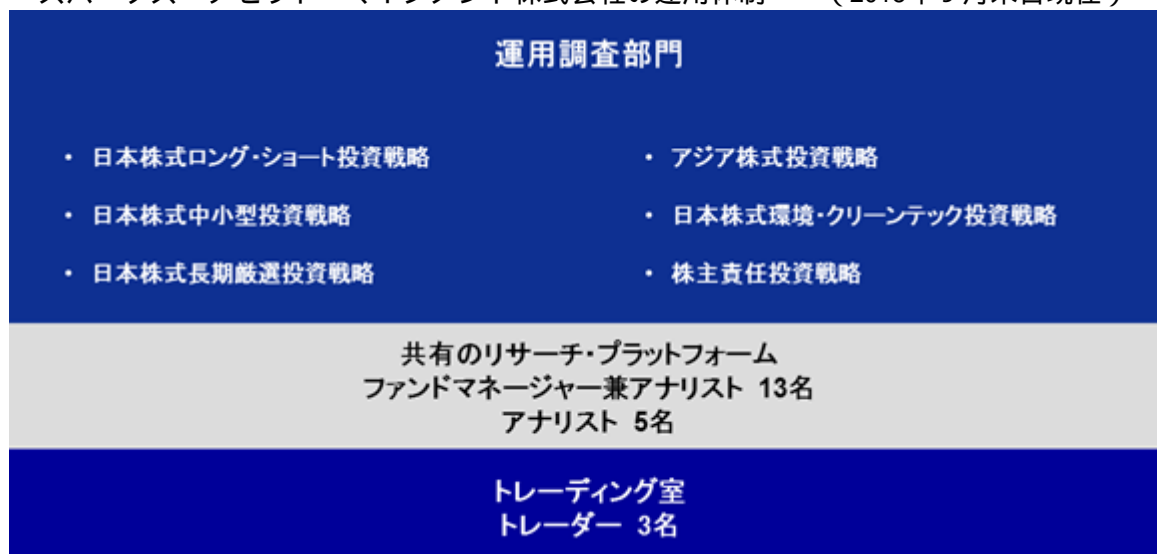 運用調査部門
・ 日本株式ロング・ショート投資戦略
・ 日本株式中小型投資戦略
・ 日本株式長期厳選投資戦略
・ アジア株式投資戦略
・ 日本株式環境・クリーンテック投資戦略
・ 株主責任投資戦略
共有のリサーチ・プラットフォーム
ファンドマネージャー兼アナリスト 13名
アナリスト 5名
トレーディング室
トレーダー 3名